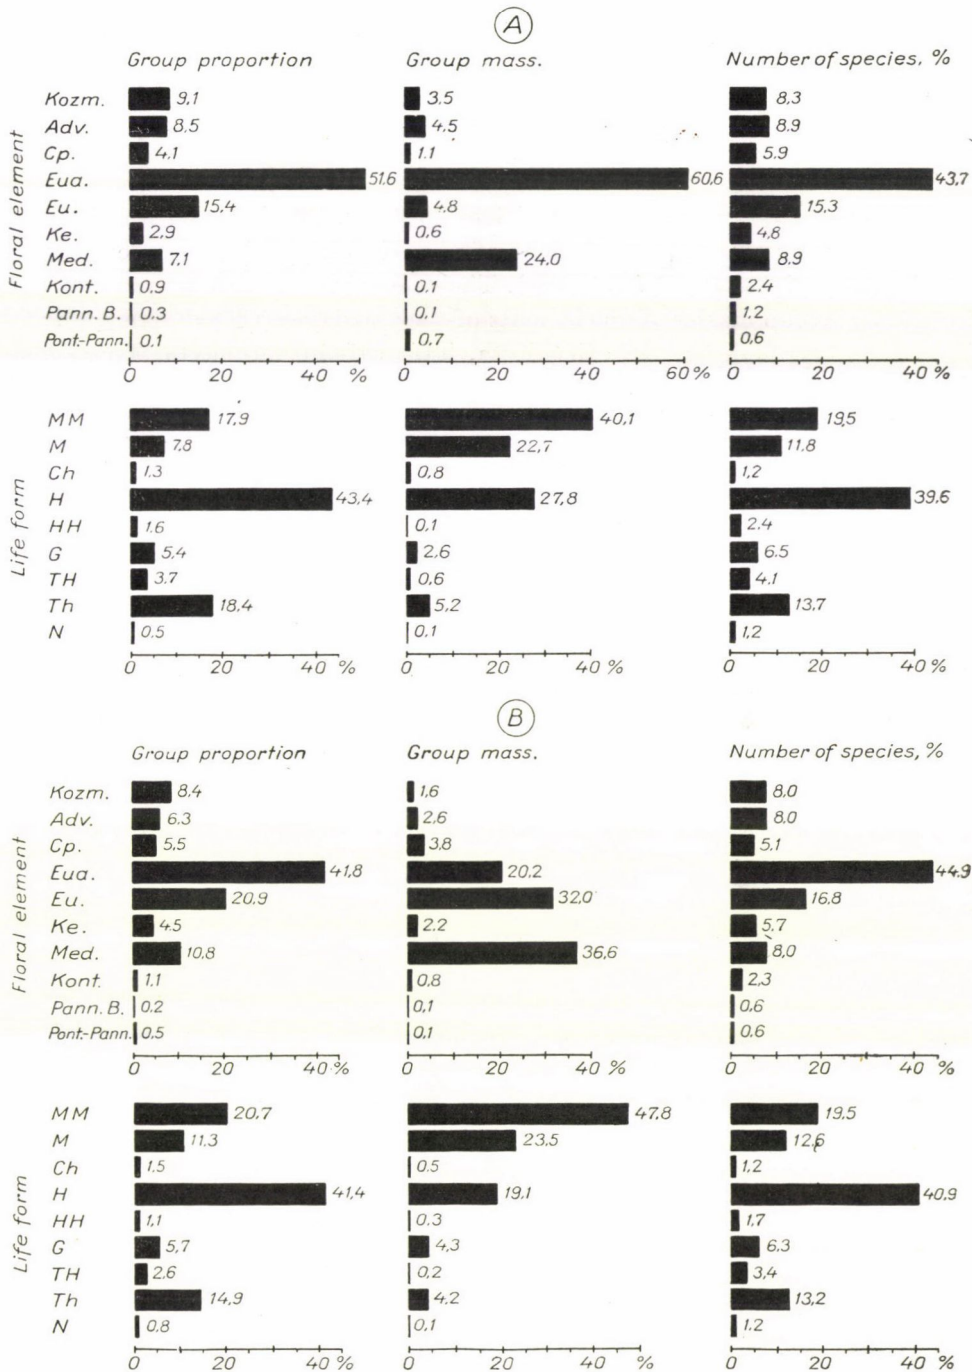 A
Group proportion Group mass. Number of species, %
Floral element
Kozm. 9,1 3.5 8,3
Adv. 8,5 4.5 8,9
Cp. 4,1 1.1 5,9
Eua. 51,6 60,6 43,7
Eu. 15,4 4,8 15,3
Ke. 2,9 0,6 4,8
Med. 7,1 24,0 8,9
Kont. 0,9 0,1 2,4
Pann. B. 0,3 0,1 1,2
Pont.-Pann. 0,1 0,7 0,6
0 20 40 % 0 20 40 60 % 0 20 40 %
Life form
MM 17,9 40,1 19,5
M 7,8 22,7 11,8
Ch 1,3 0,8 1,2
H 43,4 27,8 39,6
HH 1,6 0,1 2,4
G 5,4 2,6 6,5
TH 3,7 0,6 4,1
Th 18,4 5,2 13,7
N 0,5 0,1 1,2
0 20 40 % 0 20 40 % 0 20 40 %
B
Group proportion Group mass. Number of species, %
Floral element
Kozm. 8,4 1,6 8,0
Adv. 6,3 2,6 8,0
Cp. 5,5 3,8 5,1
Eua. 41,8 20,2 44,9
Eu. 20,9 32,0 16,8
Ke. 4,5 2,2 5,7
Med. 10,8 36,6 8,0
Kont. 1,1 0,8 2,3
Pann. B. 0,2 0,1 0,6
Pont.-Pann. 0,5 0,1 0,6
0 20 40 % 0 20 40 % 0 20 40 %
Life form
MM 20,7 47,8 19,5
M 11,3 23,5 12,6
Ch 1,5 0,5 1,2
H 41,4 19,1 40,9
HH 1,1 0,3 1,7
G 5,7 4,3 6,3
TH 2,6 0,2 3,4
Th 14,9 4,2 13,2
N 0,8 0,1 1,2
0 20 40 % 0 20 40 % 0 20 40 %